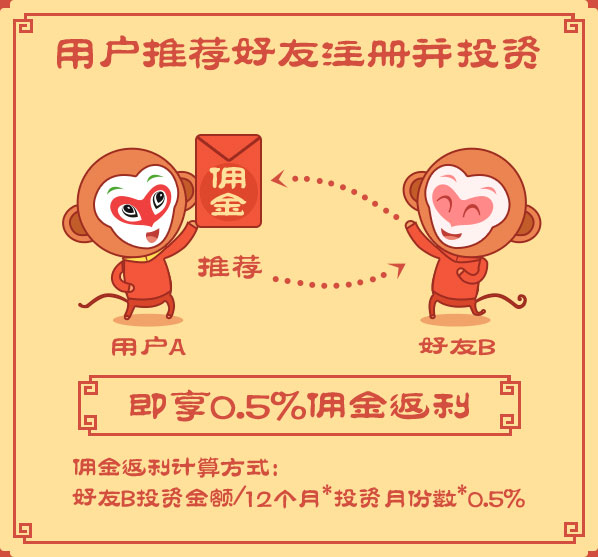 用户推荐好友注册并投资
佣
金
推荐
用户A
好友B
即享0.5%佣金返利
佣金返利计算方式：
好友B投资金额/12个月*投资月份数*0.5%